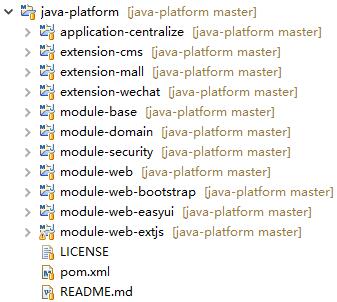 java-platform [java-platform master]
application-centralize [java-platform master]
extension-cms [java-platform master]
extension-mall [java-platform master]
extension-wechat [java-platform master]
module-base [java-platform master]
module-domain [java-platform master]
module-security [java-platform master]
module-web [java-platform master]
module-web-bootstrap [java-platform master]
module-web-easyui [java-platform master]
module-web-extjs [java-platform master]
LICENSE
pom.xml
README.md